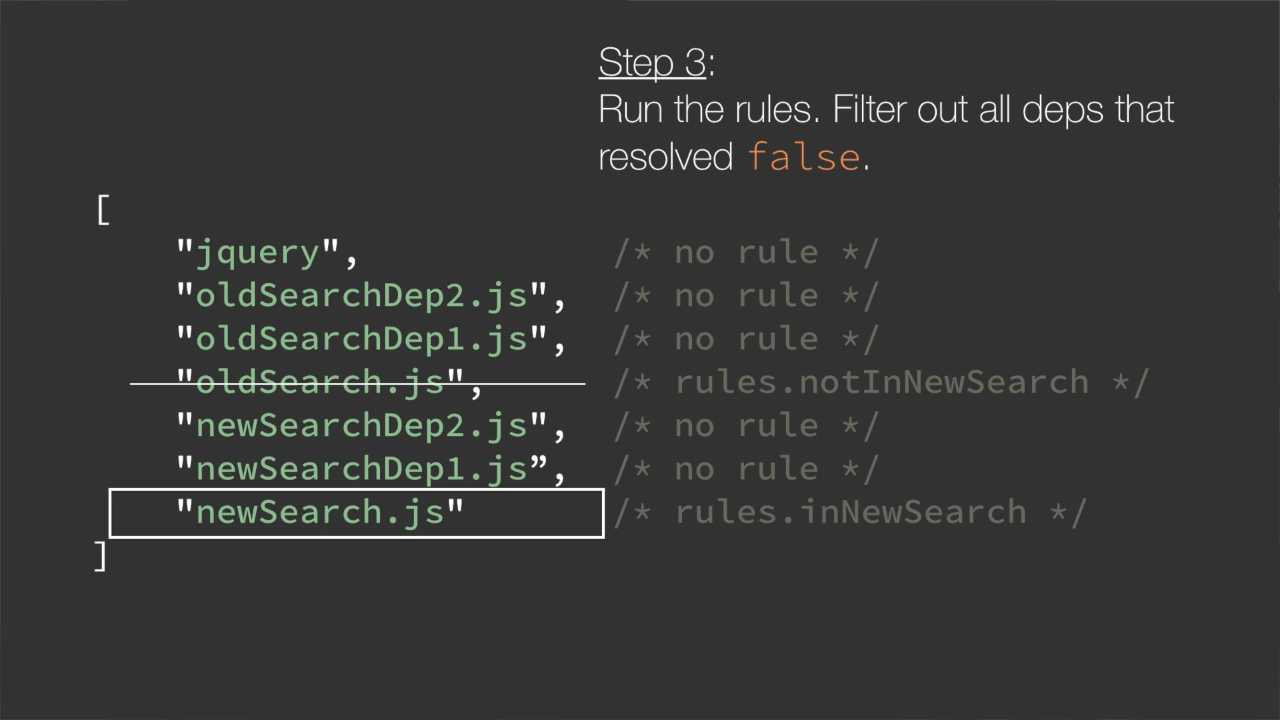 Step 3:
Run the rules. Filter out all deps that
resolved false.
[
"jquery", /* no rule */
"oldSearchDep2.js", /* no rule */
"oldSearchDep1.js", /* no rule */
"oldSearch.js", /* rules.notInNewSearch */
"newSearchDep2.js", /* no rule */
"newSearchDep1.js”, /* no rule */
"newSearch.js" /* rules.inNewSearch */
]